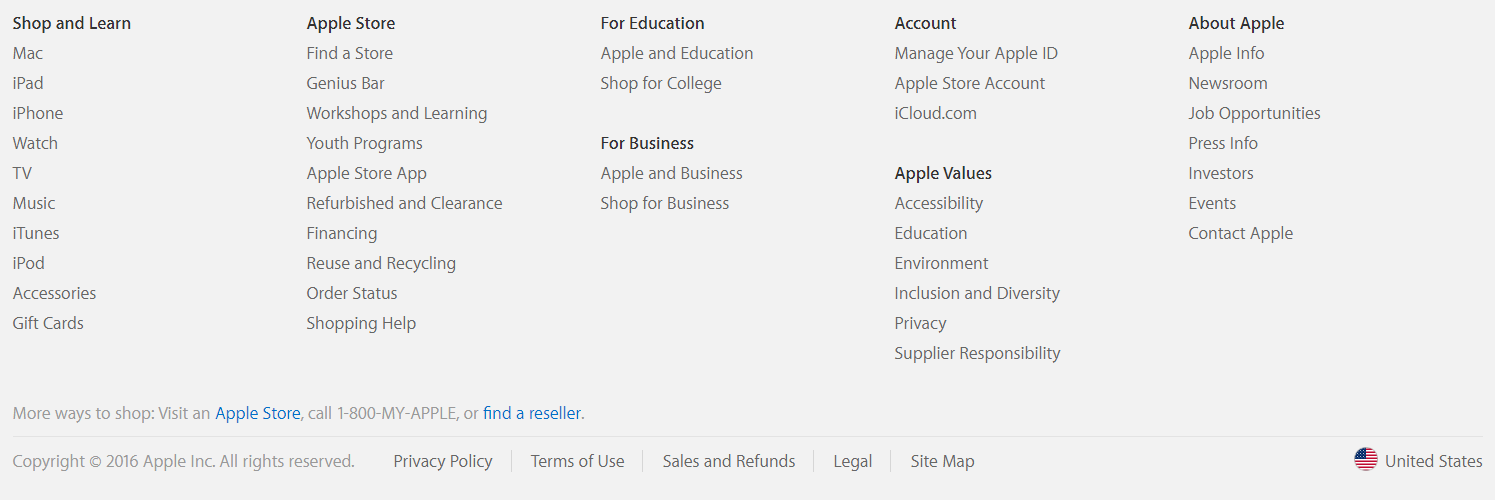 Shop and Learn
Mac
iPad
iPhone
Watch
TV
Music
iTunes
iPod
Accessories
Gift Cards
Apple Store
Find a Store
Genius Bar
Workshops and Learning
Youth Programs
Apple Store App
Refurbished and Clearance
Financing
Reuse and Recycling
Order Status
Shopping Help
For Education
Apple and Education
Shop for College
For Business
Apple and Business
Shop for Business
Account
Manage Your Apple ID
Apple Store Account
iCloud.com
Apple Values
Accessibility
Education
Environment
Inclusion and Diversity
Privacy
Supplier Responsibility
About Apple
Apple Info
Newsroom
Job Opportunities
Press Info
Investors
Events
Contact Apple
More ways to shop: Visit an Apple Store, call 1-800-MY-APPLE, or find a reseller.
Copyright © 2016 Apple Inc. All rights reserved. Privacy Policy Terms of Use Sales and Refunds Legal Site Map United States